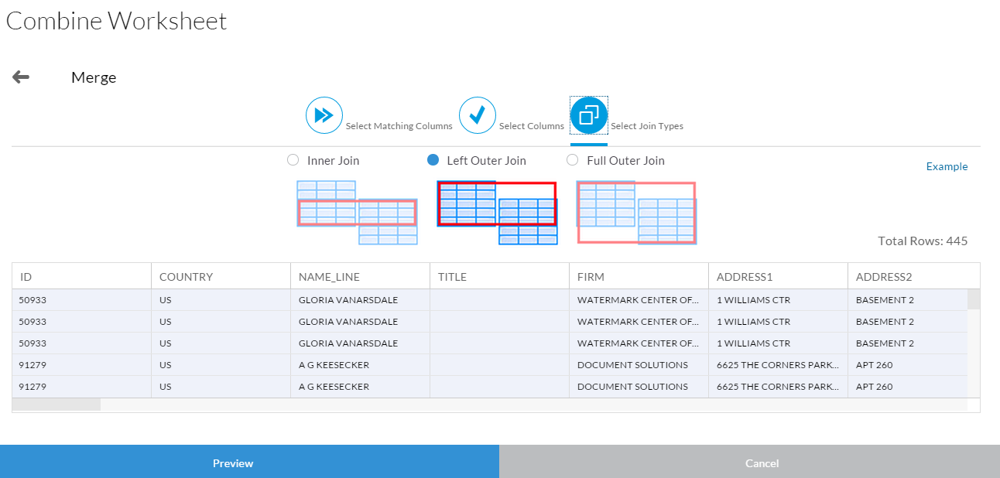 Combine Worksheet
Merge
Select Matching Columns Select Columns Select Join Types
Inner Join Left Outer Join Full Outer Join
Example
Total Rows: 445
ID COUNTRY NAME_LINE TITLE FIRM ADDRESS1 ADDRESS2
50933 US GLORIA VANARSDALE WATERMARK CENTER OF... 1 WILLIAMS CTR BASEMENT 2
50933 US GLORIA VANARSDALE WATERMARK CENTER OF... 1 WILLIAMS CTR BASEMENT 2
50933 US GLORIA VANARSDALE WATERMARK CENTER OF... 1 WILLIAMS CTR BASEMENT 2
91279 US A G KEESECKER DOCUMENT SOLUTIONS 6625 THE CORNERS PARK... APT 260
91279 US A G KEESECKER DOCUMENT SOLUTIONS 6625 THE CORNERS PARK... APT 260
Preview Cancel